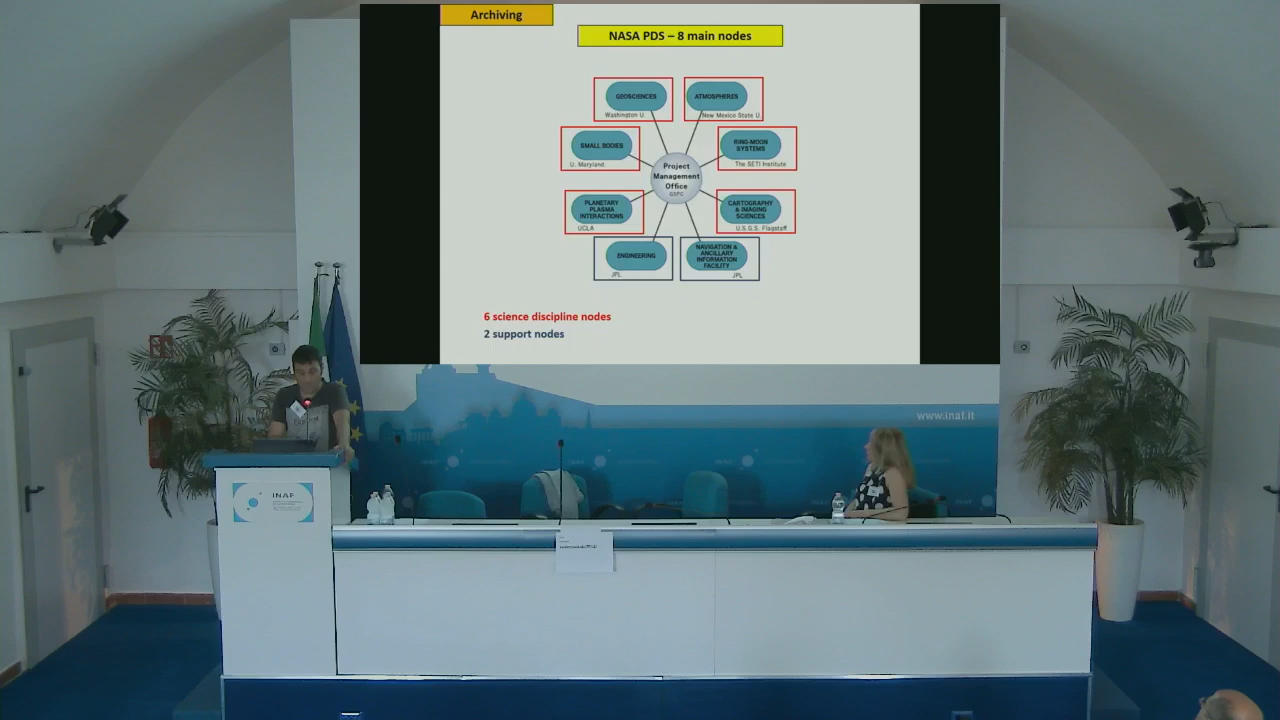 Archiving
NASA PDS – 8 main nodes
GEOSCIENCES
Washington U.
ATMOSPHERES
New Mexico State U.
SMALL BODIES
U. Maryland
RING-MOON
SYSTEMS
The SETI Institute
Project
Management
Office
GSFC
PLANETARY
PLASMA
INTERACTIONS
UCLA
CARTOGRAPHY
& IMAGING
SCIENCES
U.S.G.S. Flagstaff
ENGINEERING
JPL
NAVIGATION &
ANCILLARY
INFORMATION
FACILITY
JPL
6 science discipline nodes
2 support nodes
www.inaf.it
INAF